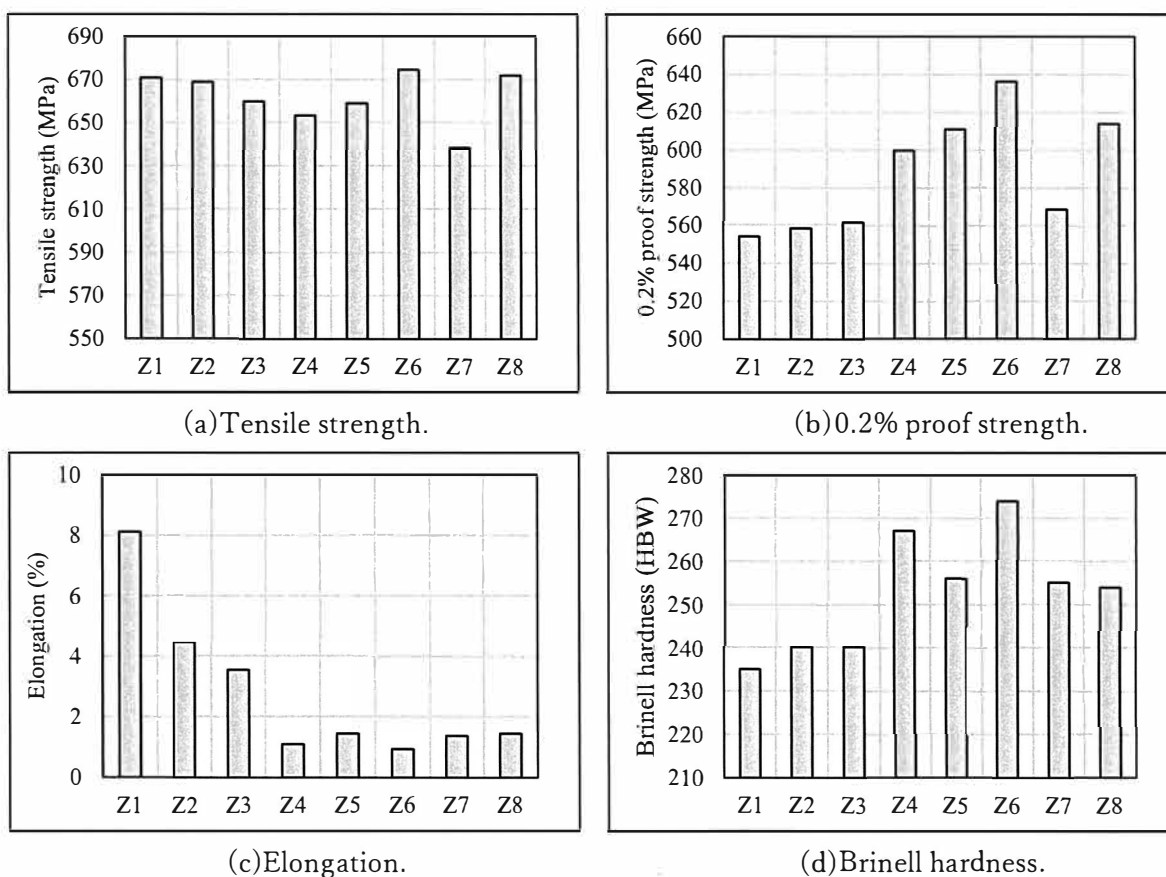 Tensile strength (MPa)
690
670
650
630
610
590
570
550
Z1 Z2 Z3 Z4 Z5 Z6 Z7 Z8
(a)Tensile strength.
0.2% proof strength (MPa)
660
640
620
600
580
560
540
520
500
Z1 Z2 Z3 Z4 Z5 Z6 Z7 Z8
(b)0.2% proof strength.
Elongation (%)
10
8
6
4
2
0
Z1 Z2 Z3 Z4 Z5 Z6 Z7 Z8
(c)Elongation.
Brinell hardness (HBW)
280
270
260
250
240
230
220
210
Z1 Z2 Z3 Z4 Z5 Z6 Z7 Z8
(d)Brinell hardness.